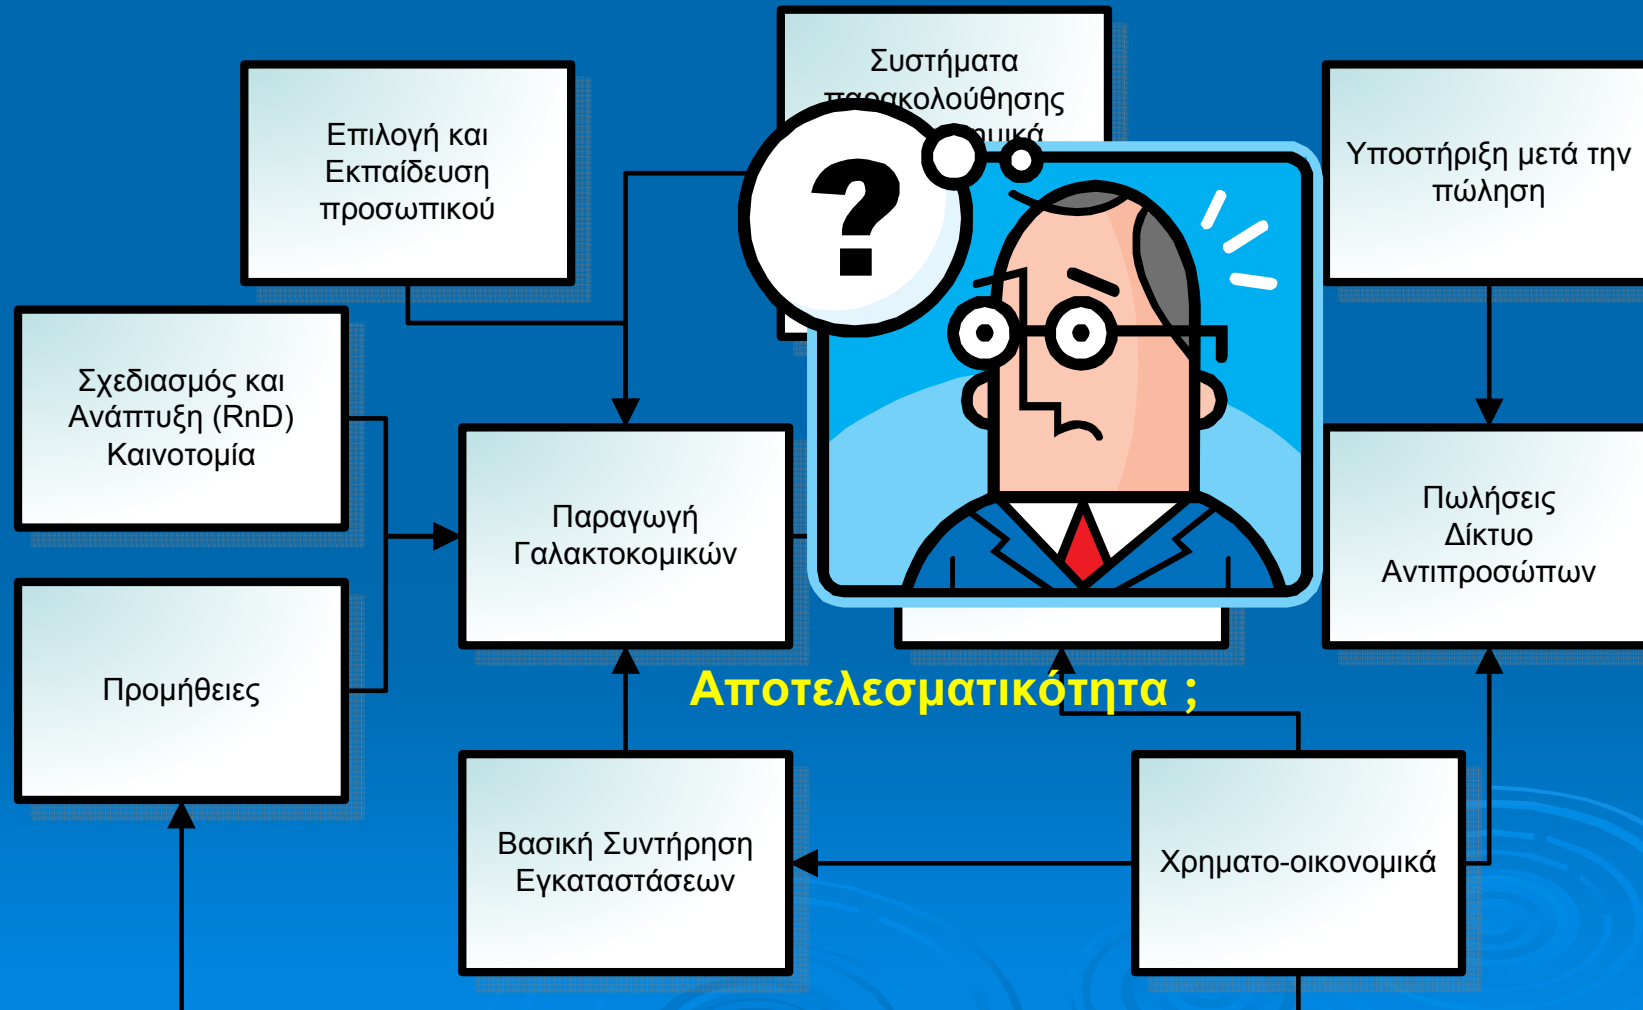 Συστήματα
παρακολούθησης
Επιλογή και
Εκπαίδευση
προσωπικού
Υποστήριξη μετά την
πώληση
?
Σχεδιασμός και
Ανάπτυξη (RnD)
Καινοτομία
Παραγωγή
Γαλακτοκομικών
Πωλήσεις
Δίκτυο
Αντιπροσώπων
Προμήθειες
Αποτελεσματικότητα ;
Βασική Συντήρηση
Εγκαταστάσεων
Χρηματο-οικονομικά